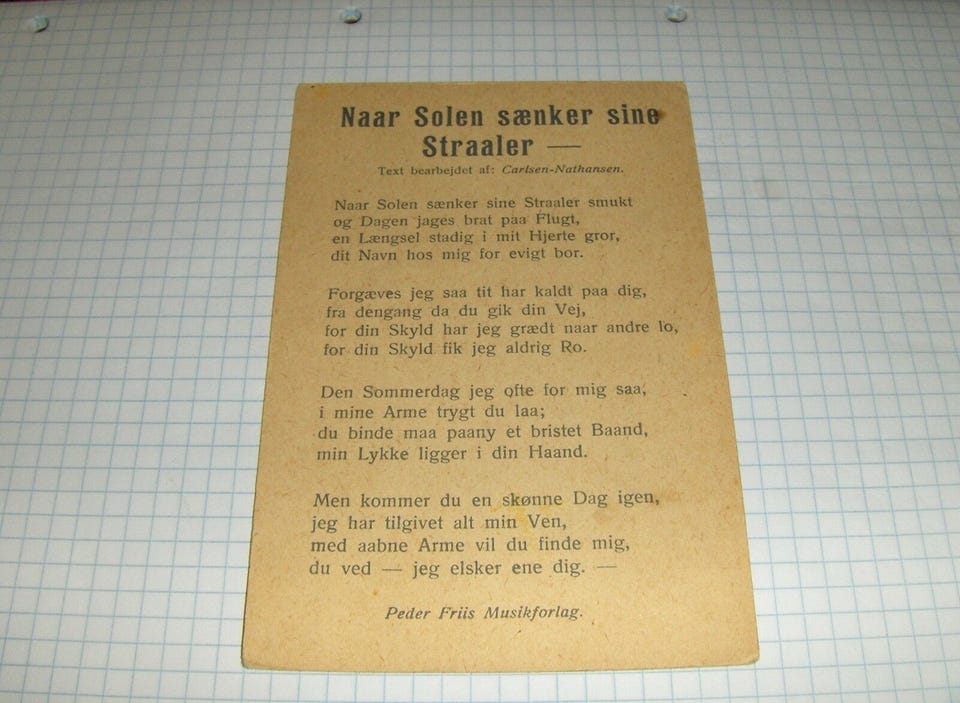 Naar Solen sænker sine
Straaler —
Text bearbejdet af: Carlsen-Nathansen.
Naar Solen sænker sine Straaler smukt
og Dagen jages brat paa Flugt,
en Længsel stadig i mit Hjerte gror,
dit Navn hos mig for evigt bor.
Forgæves jeg saa tit har kaldt paa dig,
fra dengang da du gik din Vej,
for din Skyld har jeg grædt naar andre lo,
for din Skyld fik jeg aldrig Ro.
Den Sommerdag jeg ofte for mig saa,
i mine Arme trygt du laa;
du binde maa paany et bristet Baand,
min Lykke ligger i din Haand.
Men kommer du en skønne Dag igen,
jeg har tilgivet alt min Ven,
med aabne Arme vil du finde mig,
du ved — jeg elsker ene dig. —
Peder Friis Musikforlag.